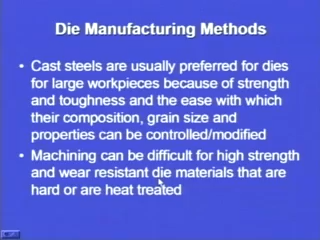 Die Manufacturing Methods
• Cast steels are usually preferred for dies
for large workpieces because of strength
and toughness and the ease with which
their composition, grain size and
properties can be controlled/modified
• Machining can be difficult for high strength
and wear resistant die materials that are
hard or are heat treated